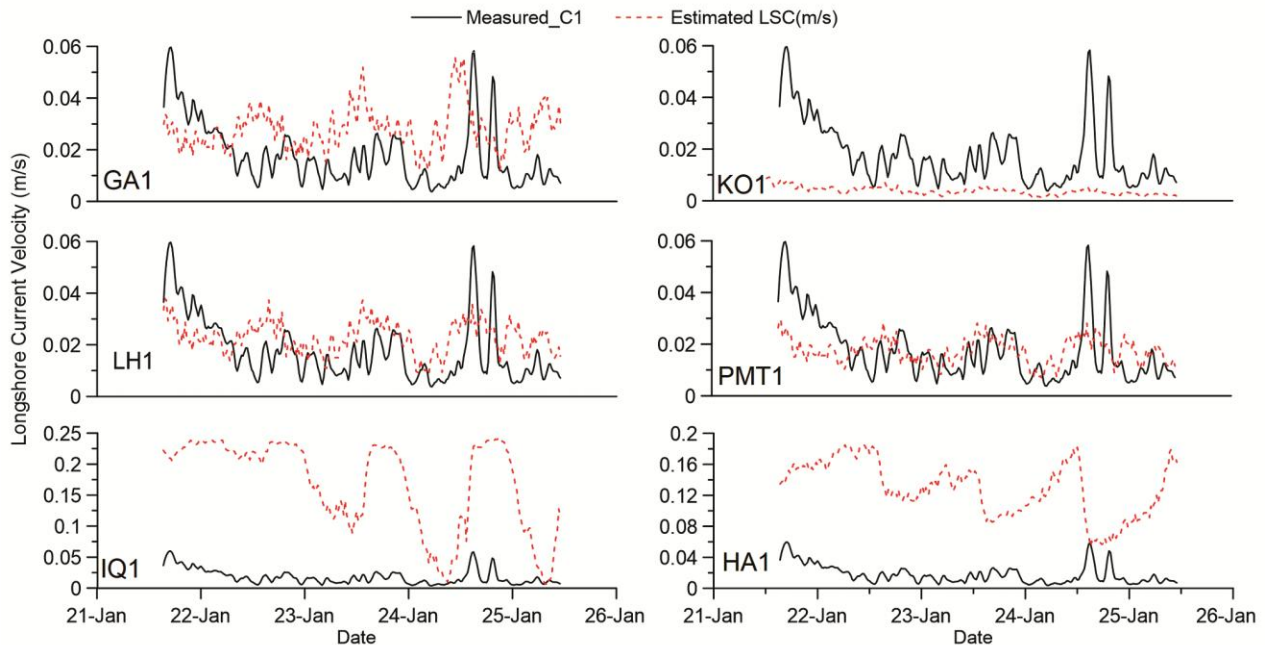 Measured_C1 Estimated LSC(m/s)
Longshore Current Velocity (m/s)
0.06
0.04
0.02
0
GA1
0.06
0.04
0.02
0
KO1
0.06
0.04
0.02
0
LH1
0.06
0.04
0.02
0
PMT1
0.25
0.2
0.15
0.1
0.05
0
IQ1
21-Jan 22-Jan 23-Jan 24-Jan 25-Jan 26-Jan
Date
0.2
0.16
0.12
0.08
0.04
0
HA1
21-Jan 22-Jan 23-Jan 24-Jan 25-Jan 26-Jan
Date